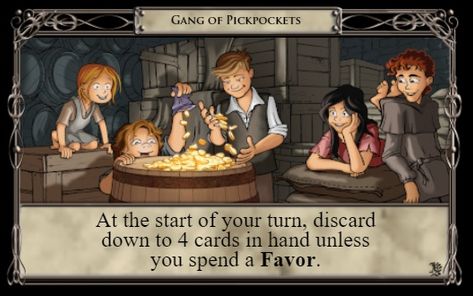 Gang of Pickpockets
At the start of your turn, discard
down to 4 cards in hand unless
you spend a Favor.